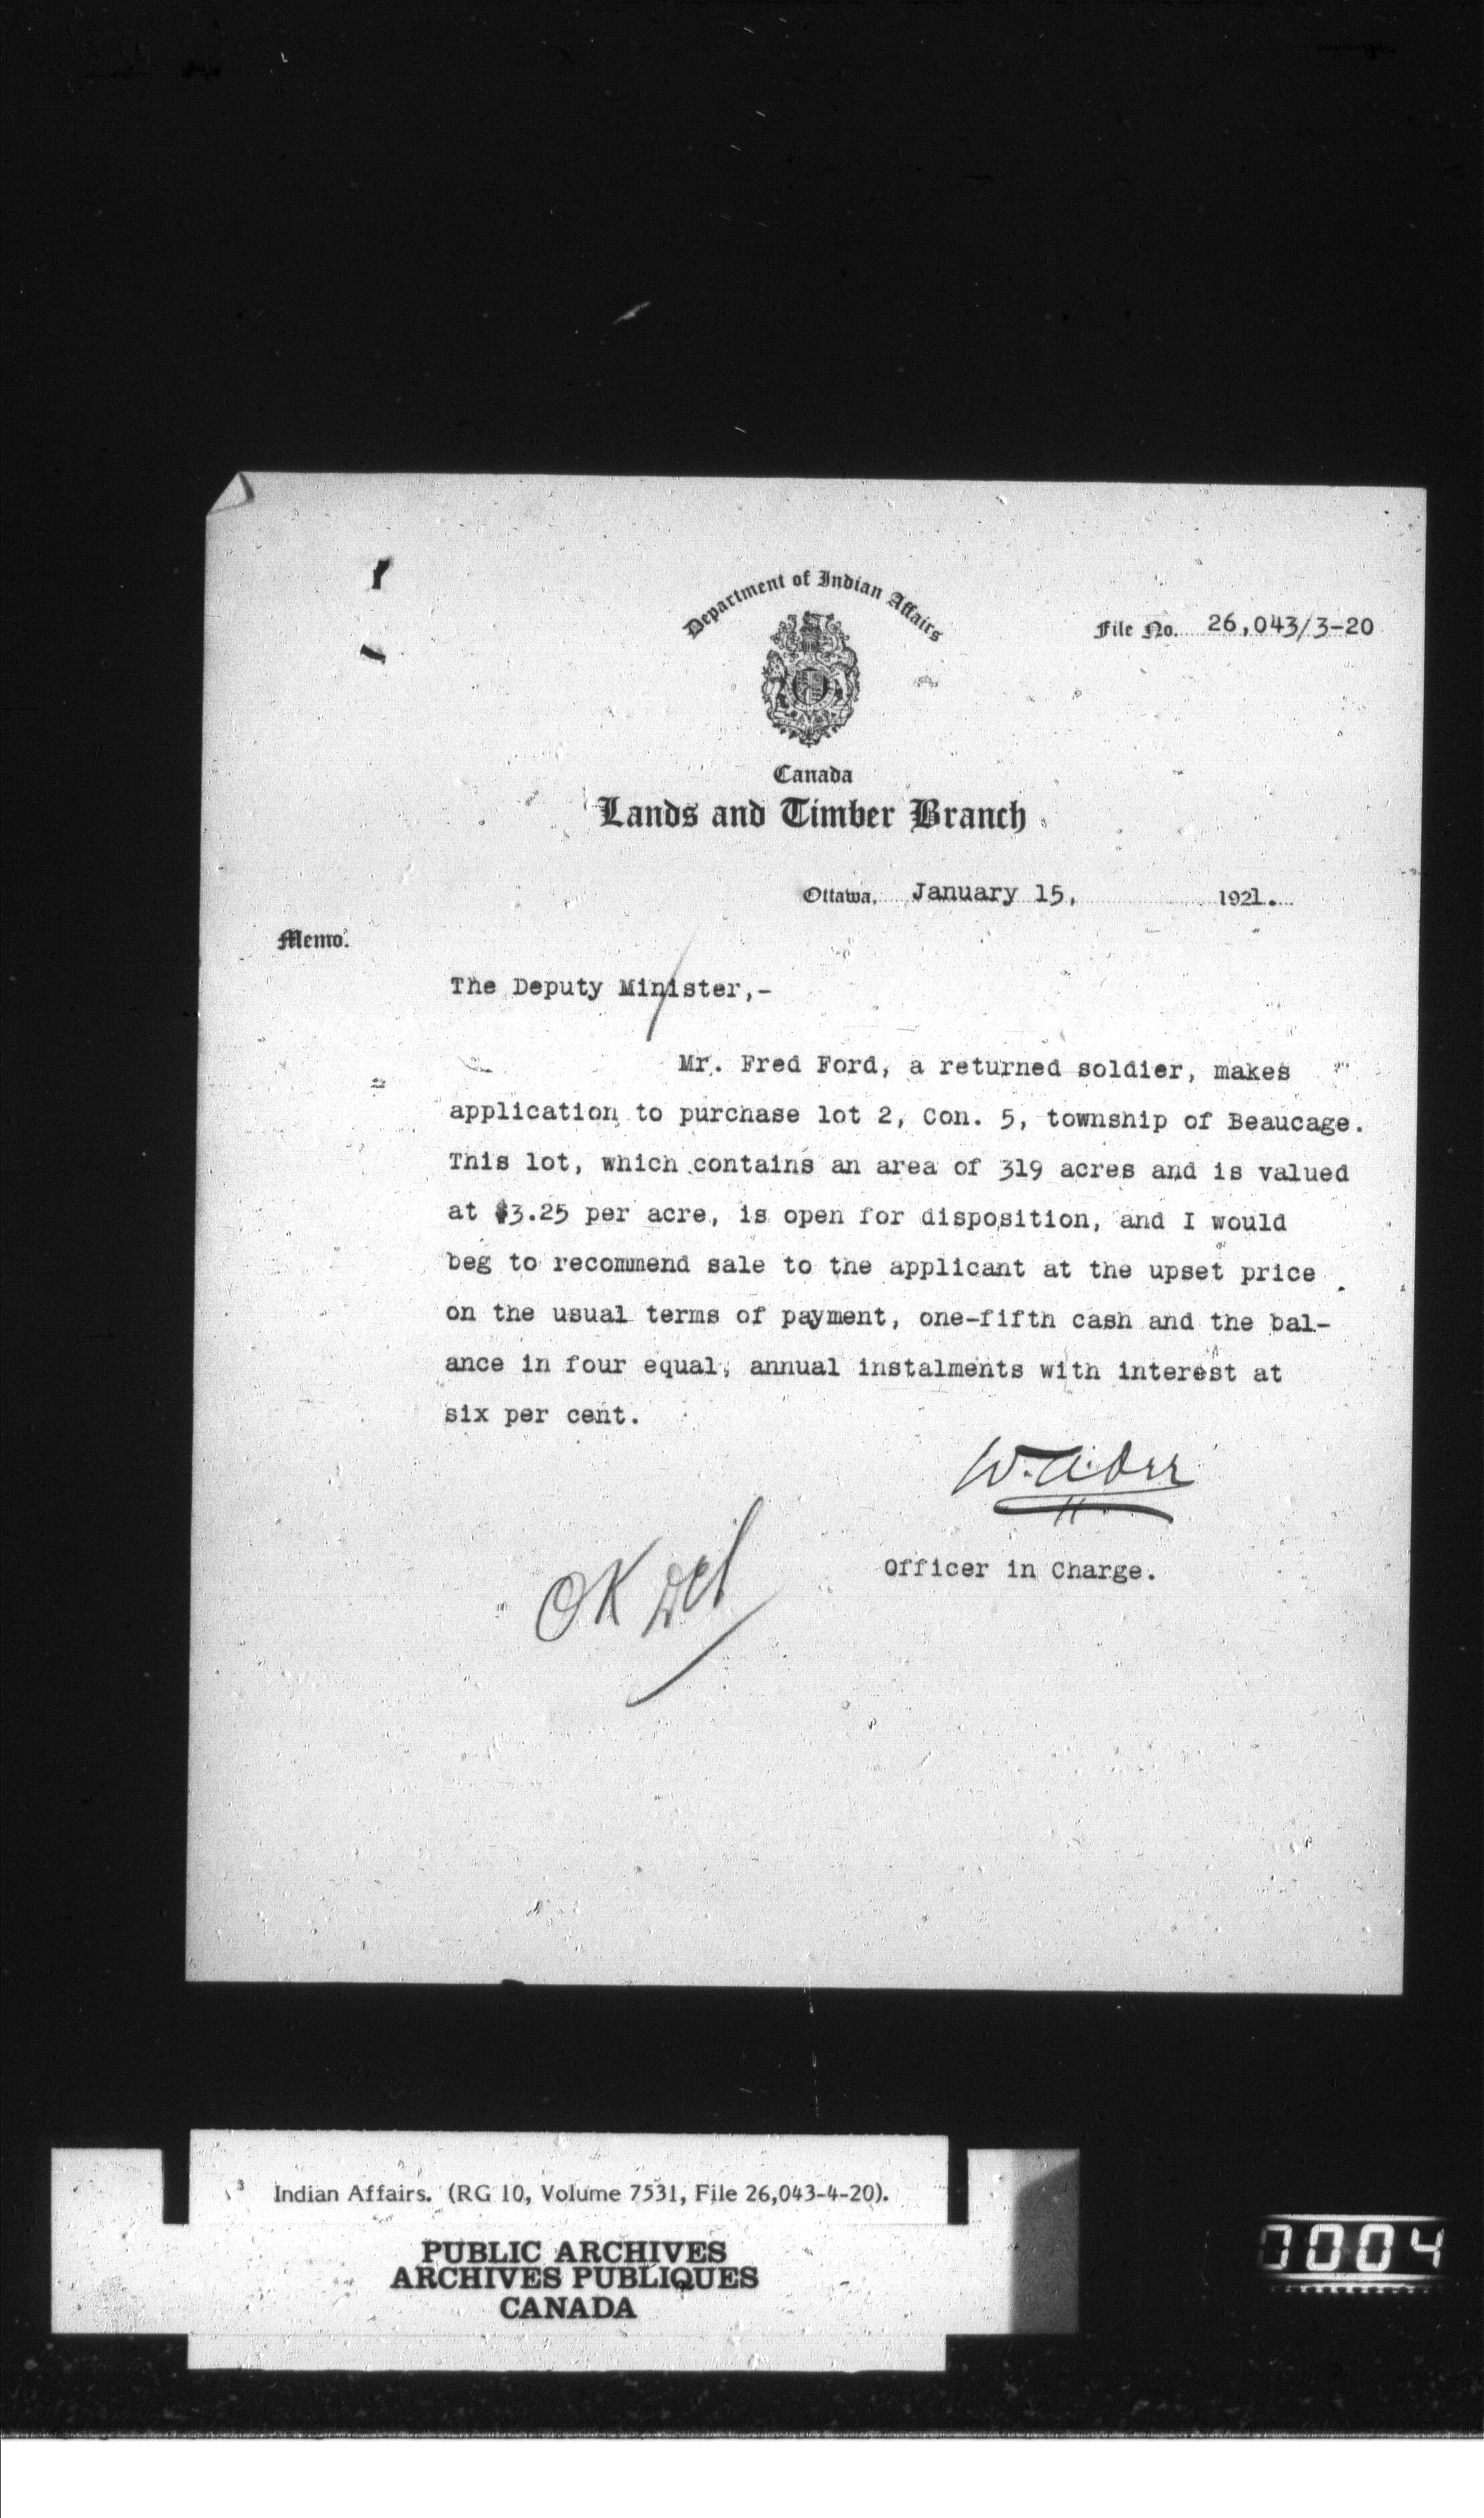 Department of Indian Affairs
File No. 26,043/3-20
Canada
Lands and Timber Branch
Ottawa, January 15, 1921.
Memo.
The Deputy Minister,-
Mr. Fred Ford, a returned soldier, makes
application to purchase lot 2, Con. 5, township of Beaucage.
This lot, which contains an area of 319 acres and is valued
at $3.25 per acre, is open for disposition, and I would
beg to recommend sale to the applicant at the upset price
on the usual terms of payment, one-fifth cash and the bal-
ance in four equal, annual instalments with interest at
six per cent.
W.A. Orr
Officer in Charge.
OK
3 Indian Affairs. (RG 10, Volume 7531, File 26,043-4-20).
PUBLIC ARCHIVES
ARCHIVES PUBLIQUES
CANADA
0004